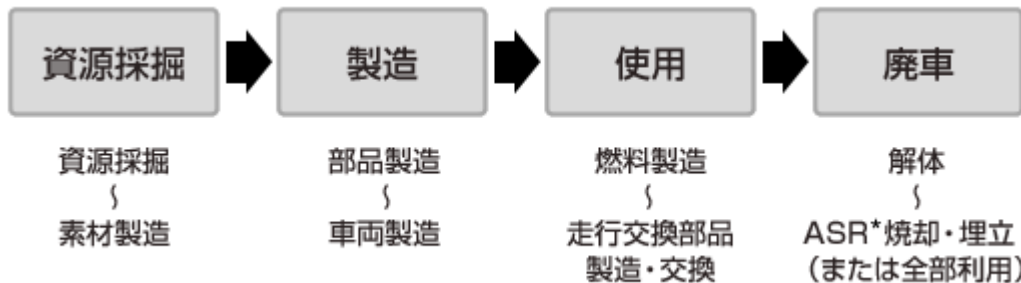 資源採掘
製造
使用
廃車
資源採掘
〜
素材製造
部品製造
〜
車両製造
燃料製造
〜
走行交換部品
製造・交換
解体
〜
ASR*焼却・埋立
（または全部利用）